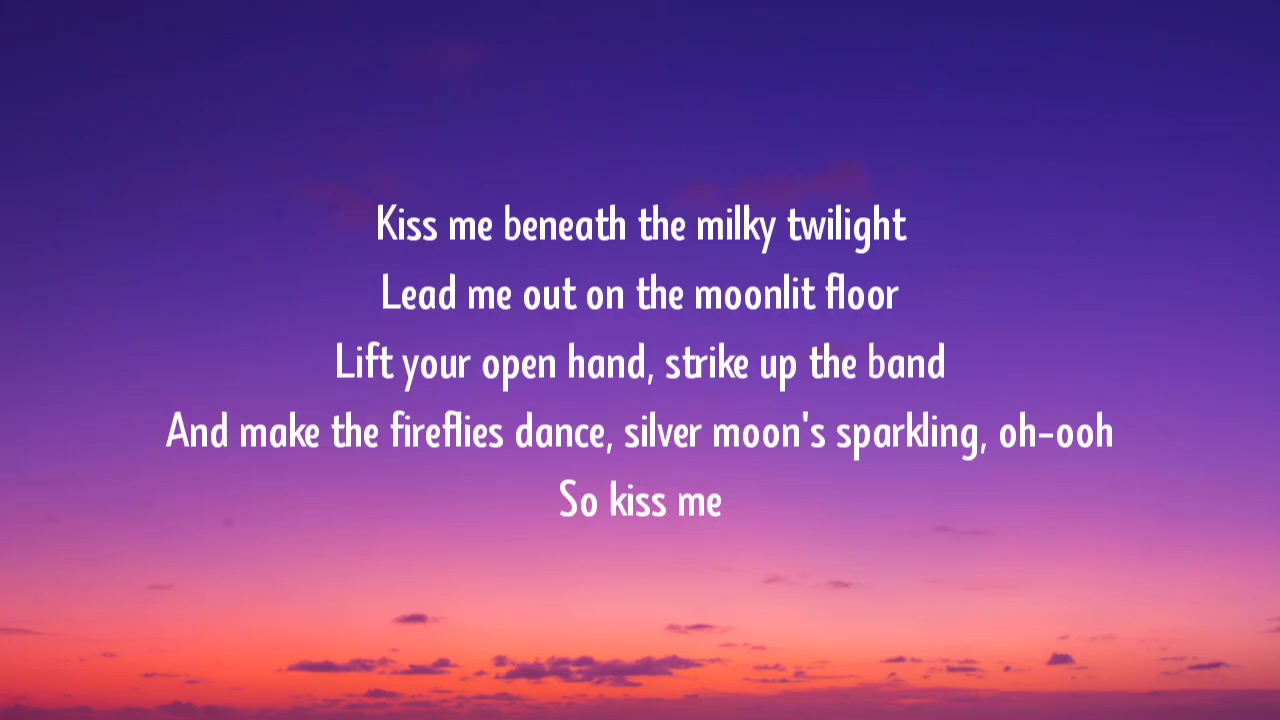 Kiss me beneath the milky twilight
Lead me out on the moonlit floor
Lift your open hand, strike up the band
And make the fireflies dance, silver moon's sparkling, oh-ooh
So kiss me